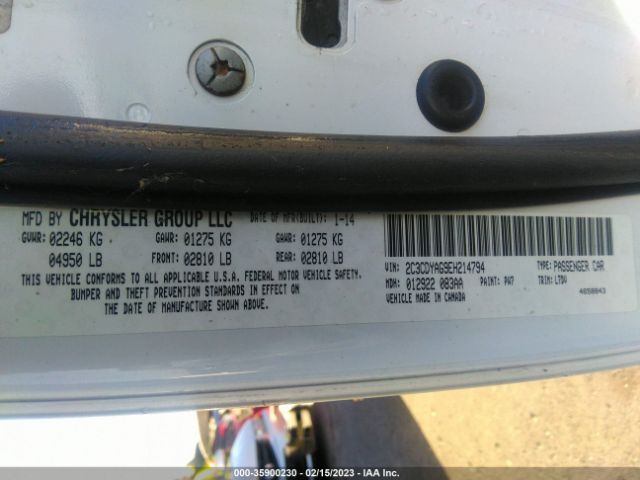 MFD BY CHRYSLER GROUP LLC DATE OF MFR(BUILT): 1-14
GVWR: 02246 KG GAWR: 01275 KG GAWR: 01275 KG
04950 LB FRONT: 02810 LB REAR: 02810 LB
THIS VEHICLE CONFORMS TO ALL APPLICABLE U.S.A. FEDERAL MOTOR VEHICLE SAFETY,
BUMPER AND THEFT PREVENTION STANDARDS IN EFFECT ON
THE DATE OF MANUFACTURE SHOWN ABOVE.
VIN: 2C3CDYAG9EH214794 TYPE: PASSENGER CAR
MDH: 012922 083AA PAINT: PW7 TRIM: LTDV
VEHICLE MADE IN CANADA
000-35900230 - 02/15/2023 - IAA Inc.